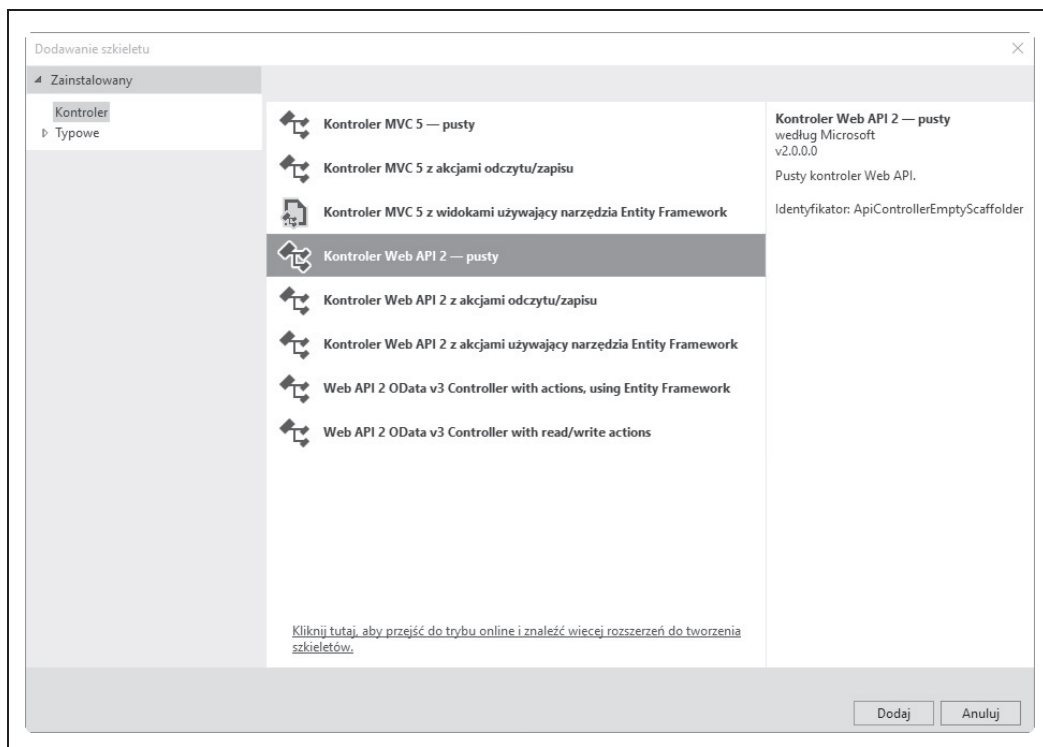 Dodawanie szkieletu
Zainstalowany
Kontroler
Typowe
Kontroler MVC 5 — pusty
Kontroler MVC 5 z akcjami odczytu/zapisu
Kontroler MVC 5 z widokami używający narzędzia Entity Framework
Kontroler Web API 2 — pusty
Kontroler Web API 2 z akcjami odczytu/zapisu
Kontroler Web API 2 z akcjami używający narzędzia Entity Framework
Web API 2 OData v3 Controller with actions, using Entity Framework
Web API 2 OData v3 Controller with read/write actions
Kliknij tutaj, aby przejść do trybu online i znaleźć więcej rozszerzeń do tworzenia
szkieletów.
Kontroler Web API 2 — pusty
według Microsoft
v2.0.0.0
Pusty kontroler Web API.
Identyfikator: ApiControllerEmptyScaffolder
Dodaj
Anuluj